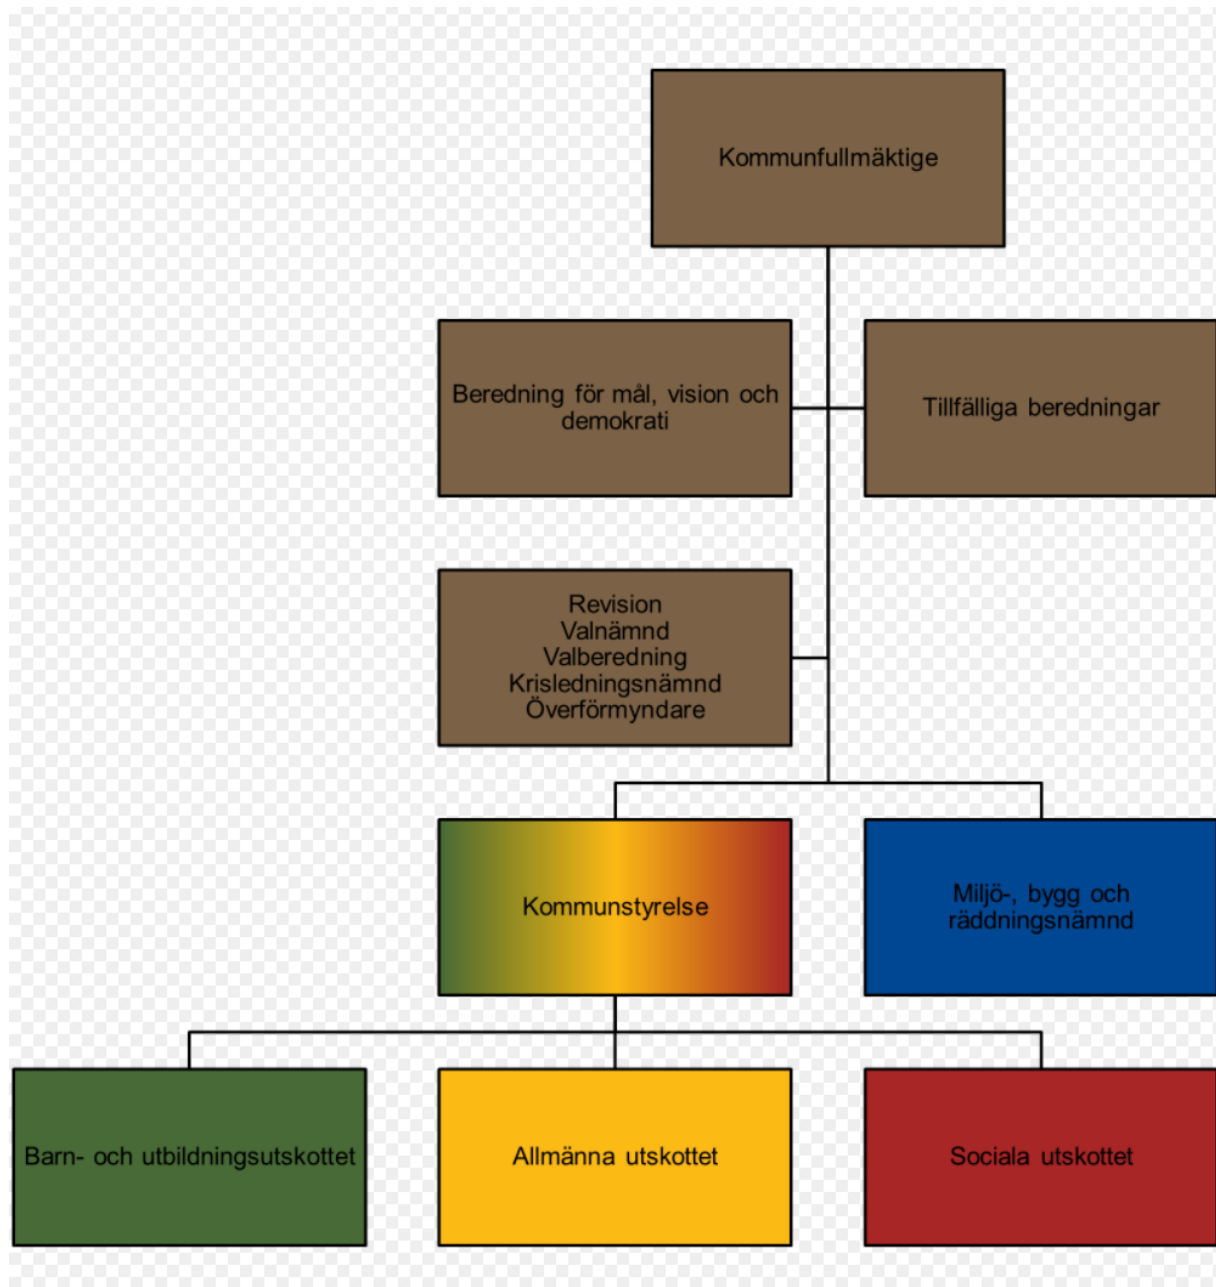 Kommunfullmäktige
Beredning för mål, vision och
demokrati
Tillfälliga beredningar
Revision
Valnämnd
Valberedning
Krisledningsnämnd
Överförmyndare
Kommunstyrelse
Miljö-, bygg och
räddningsnämnd
Barn- och utbildningsutskottet
Allmänna utskottet
Sociala utskottet